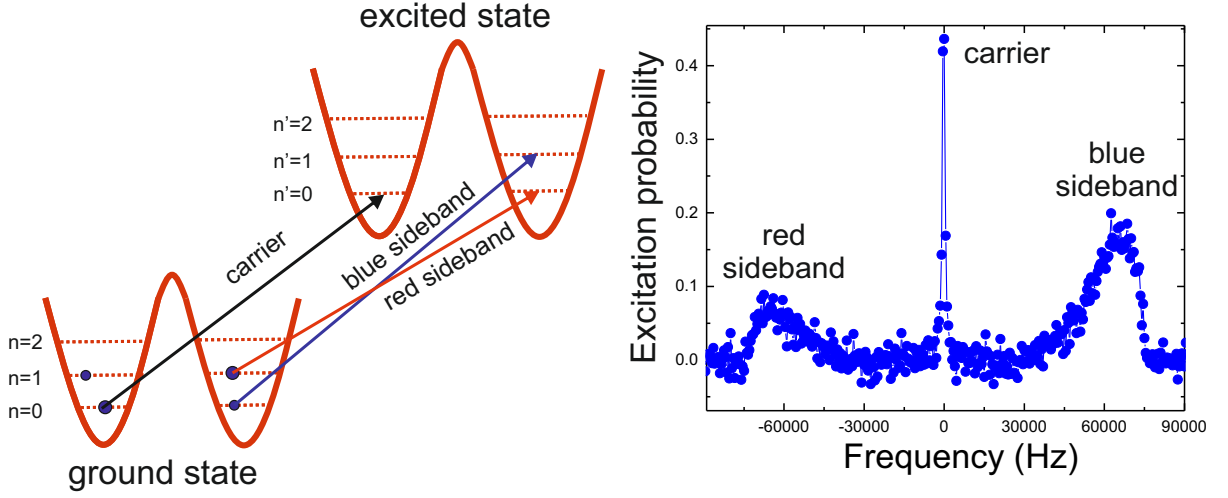 excited state
n'=2
n'=1
n'=0
carrier
blue sideband
red sideband
n=2
n=1
n=0
ground state
Excitation probability
0.4
0.3
0.2
0.1
0.0
carrier
blue
sideband
red
sideband
-60000
-30000
0
30000
60000
90000
Frequency (Hz)